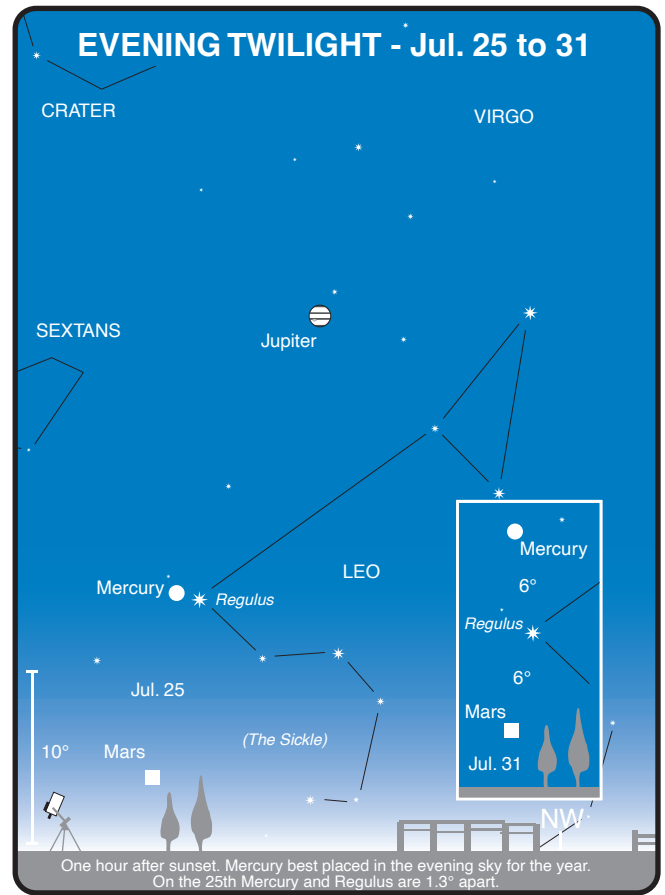 EVENING TWILIGHT - Jul. 25 to 31
CRATER
VIRGO
SEXTANS
Jupiter
LEO
Mercury
Regulus
Jul. 25
10°
Mars
(The Sickle)
Mercury
6°
Regulus
6°
Mars
Jul. 31
NW
One hour after sunset. Mercury best placed in the evening sky for the year.
On the 25th Mercury and Regulus are 1.3° apart.